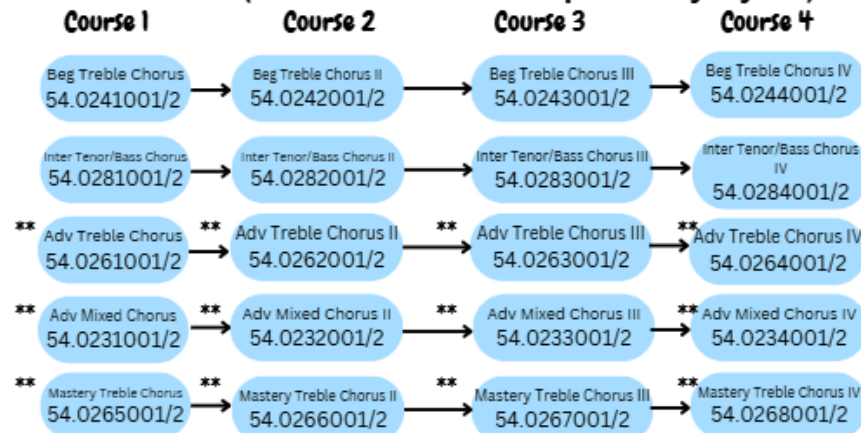 Course 1 Course 2 Course 3 Course 4
Beg Treble Chorus
54.0241001/2
Beg Treble Chorus II
54.0242001/2
Beg Treble Chorus III
54.0243001/2
Beg Treble Chorus IV
54.0244001/2
Inter Tenor/Bass Chorus
54.0281001/2
Inter Tenor/Bass Chorus II
54.0282001/2
Inter Tenor/Bass Chorus III
54.0283001/2
Inter Tenor/Bass Chorus
IV
54.0284001/2
** Adv Treble Chorus
54.0261001/2
** Adv Treble Chorus II
54.0262001/2
** Adv Treble Chorus III
54.0263001/2
** Adv Treble Chorus IV
54.0264001/2
** Adv Mixed Chorus
54.0231001/2
** Adv Mixed Chorus II
54.0232001/2
** Adv Mixed Chorus III
54.0233001/2
** Adv Mixed Chorus IV
54.0234001/2
** Mastery Treble Chorus
54.0265001/2
** Mastery Treble Chorus II
54.0266001/2
** Mastery Treble Chorus III
54.0267001/2
** Mastery Treble Chorus IV
54.0268001/2